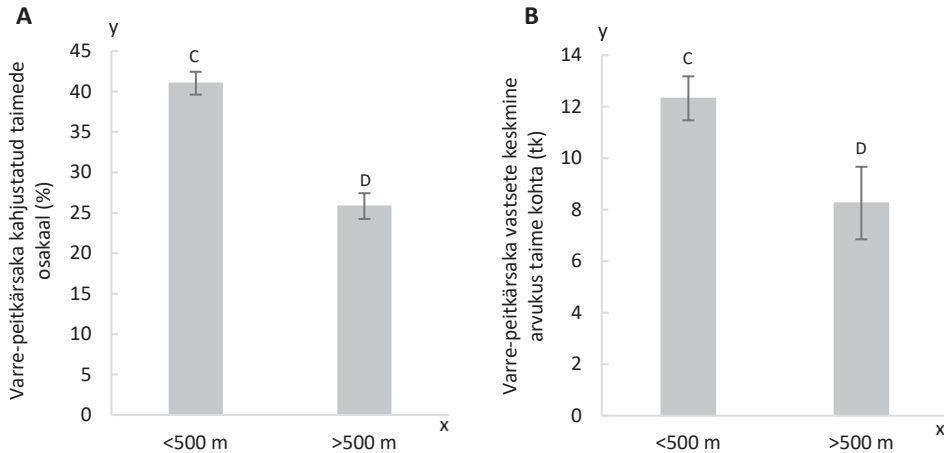 A
y
Varre-peitkärsaka kahjustatud taimede
osakaal (%)
45
40
35
30
25
20
15
10
5
0
C
D
<500 m
>500 m
x
B
y
Varre-peitkärsaka vastsete keskmine
arvukus taime kohta (tk)
14
12
10
8
6
4
2
0
C
D
<500 m
>500 m
x